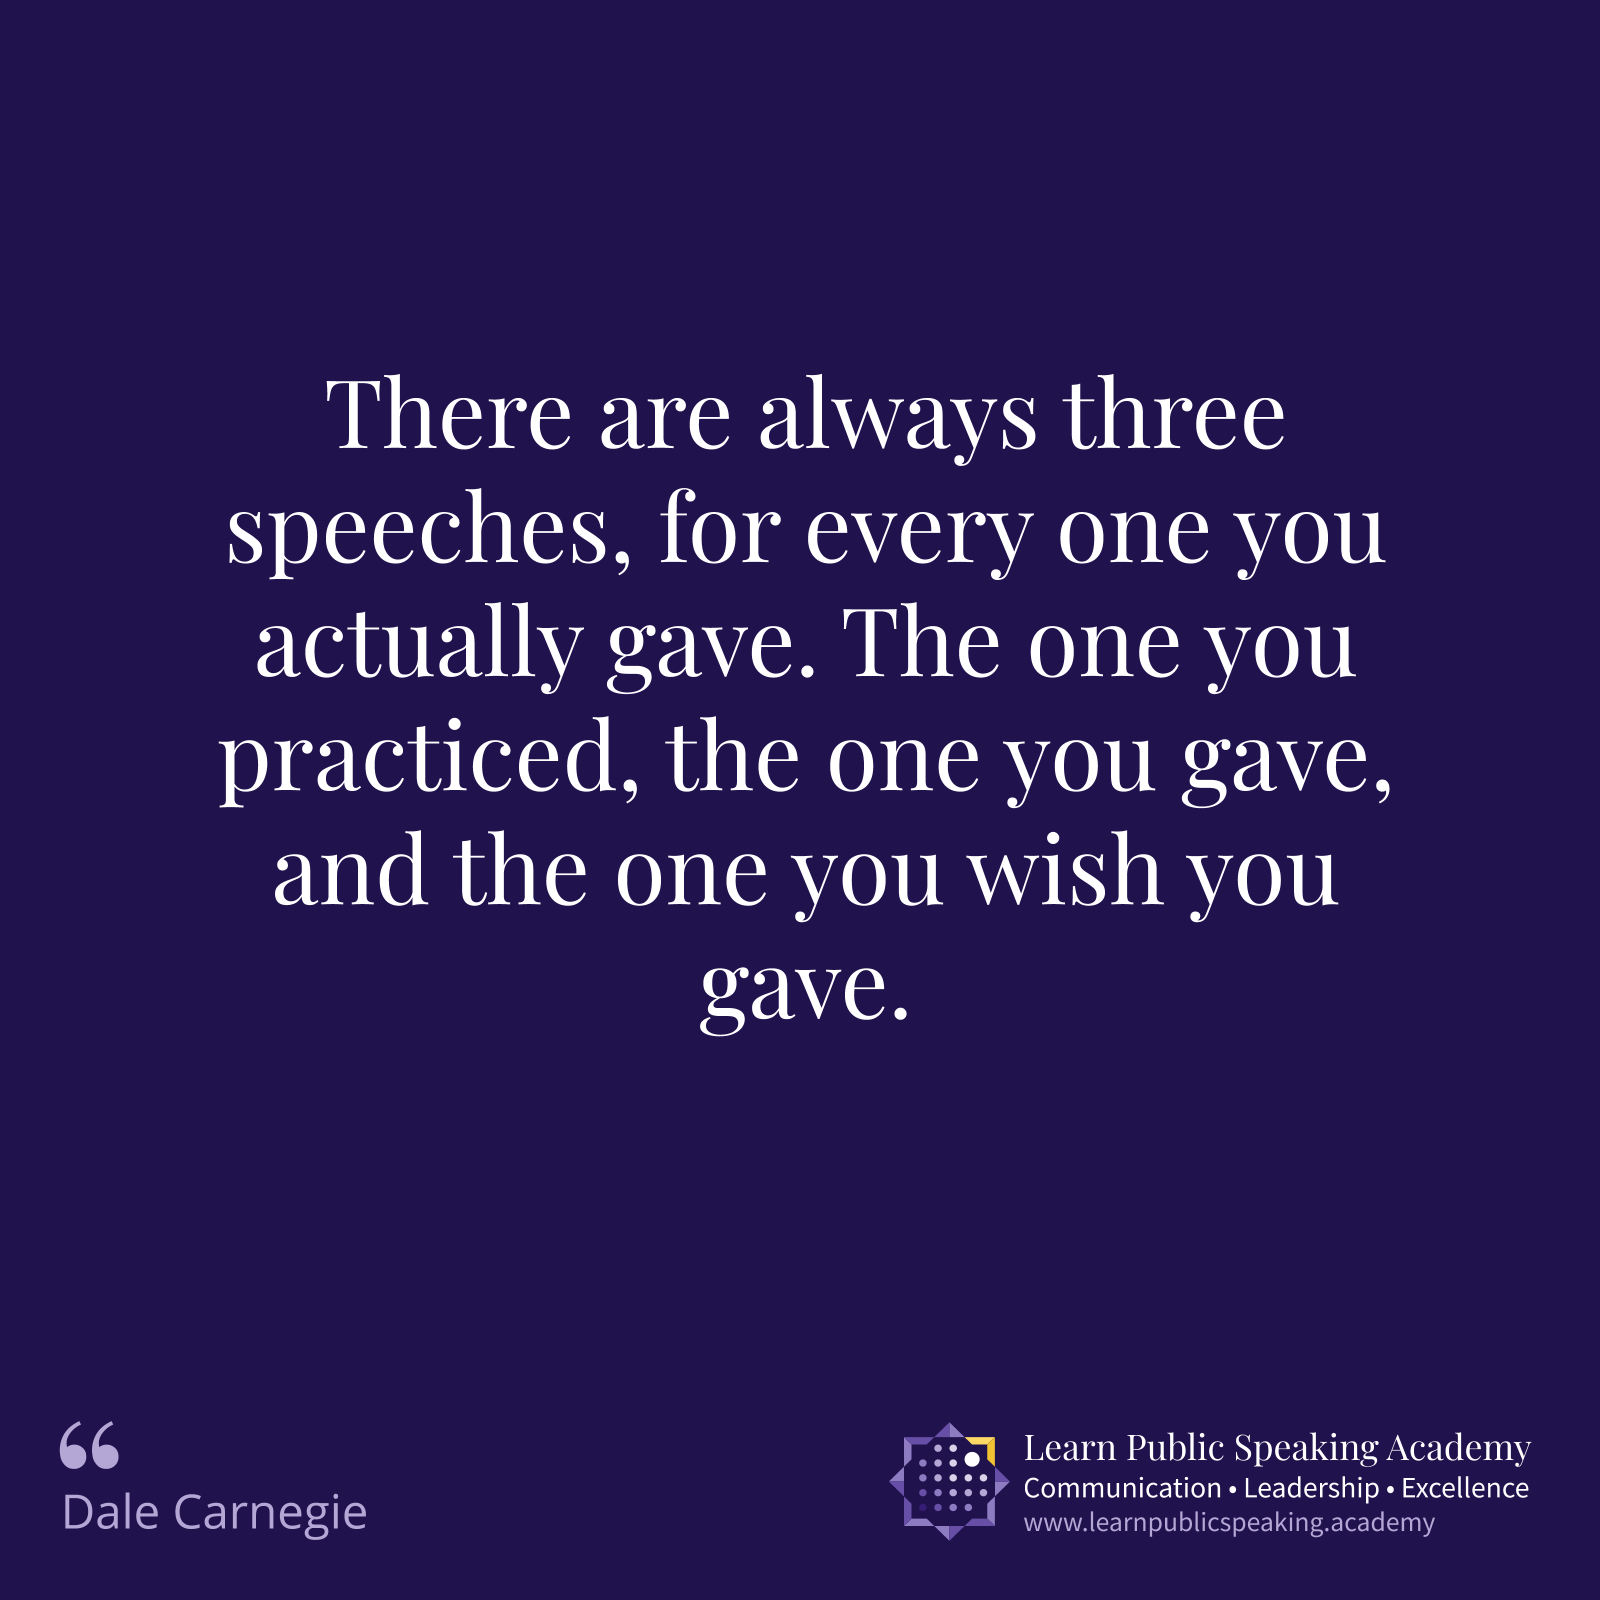 There are always three
speeches, for every one you
actually gave. The one you
practiced, the one you gave,
and the one you wish you
gave.
“
Dale Carnegie
Learn Public Speaking Academy
Communication • Leadership • Excellence
www.learnpublicspeaking.academy